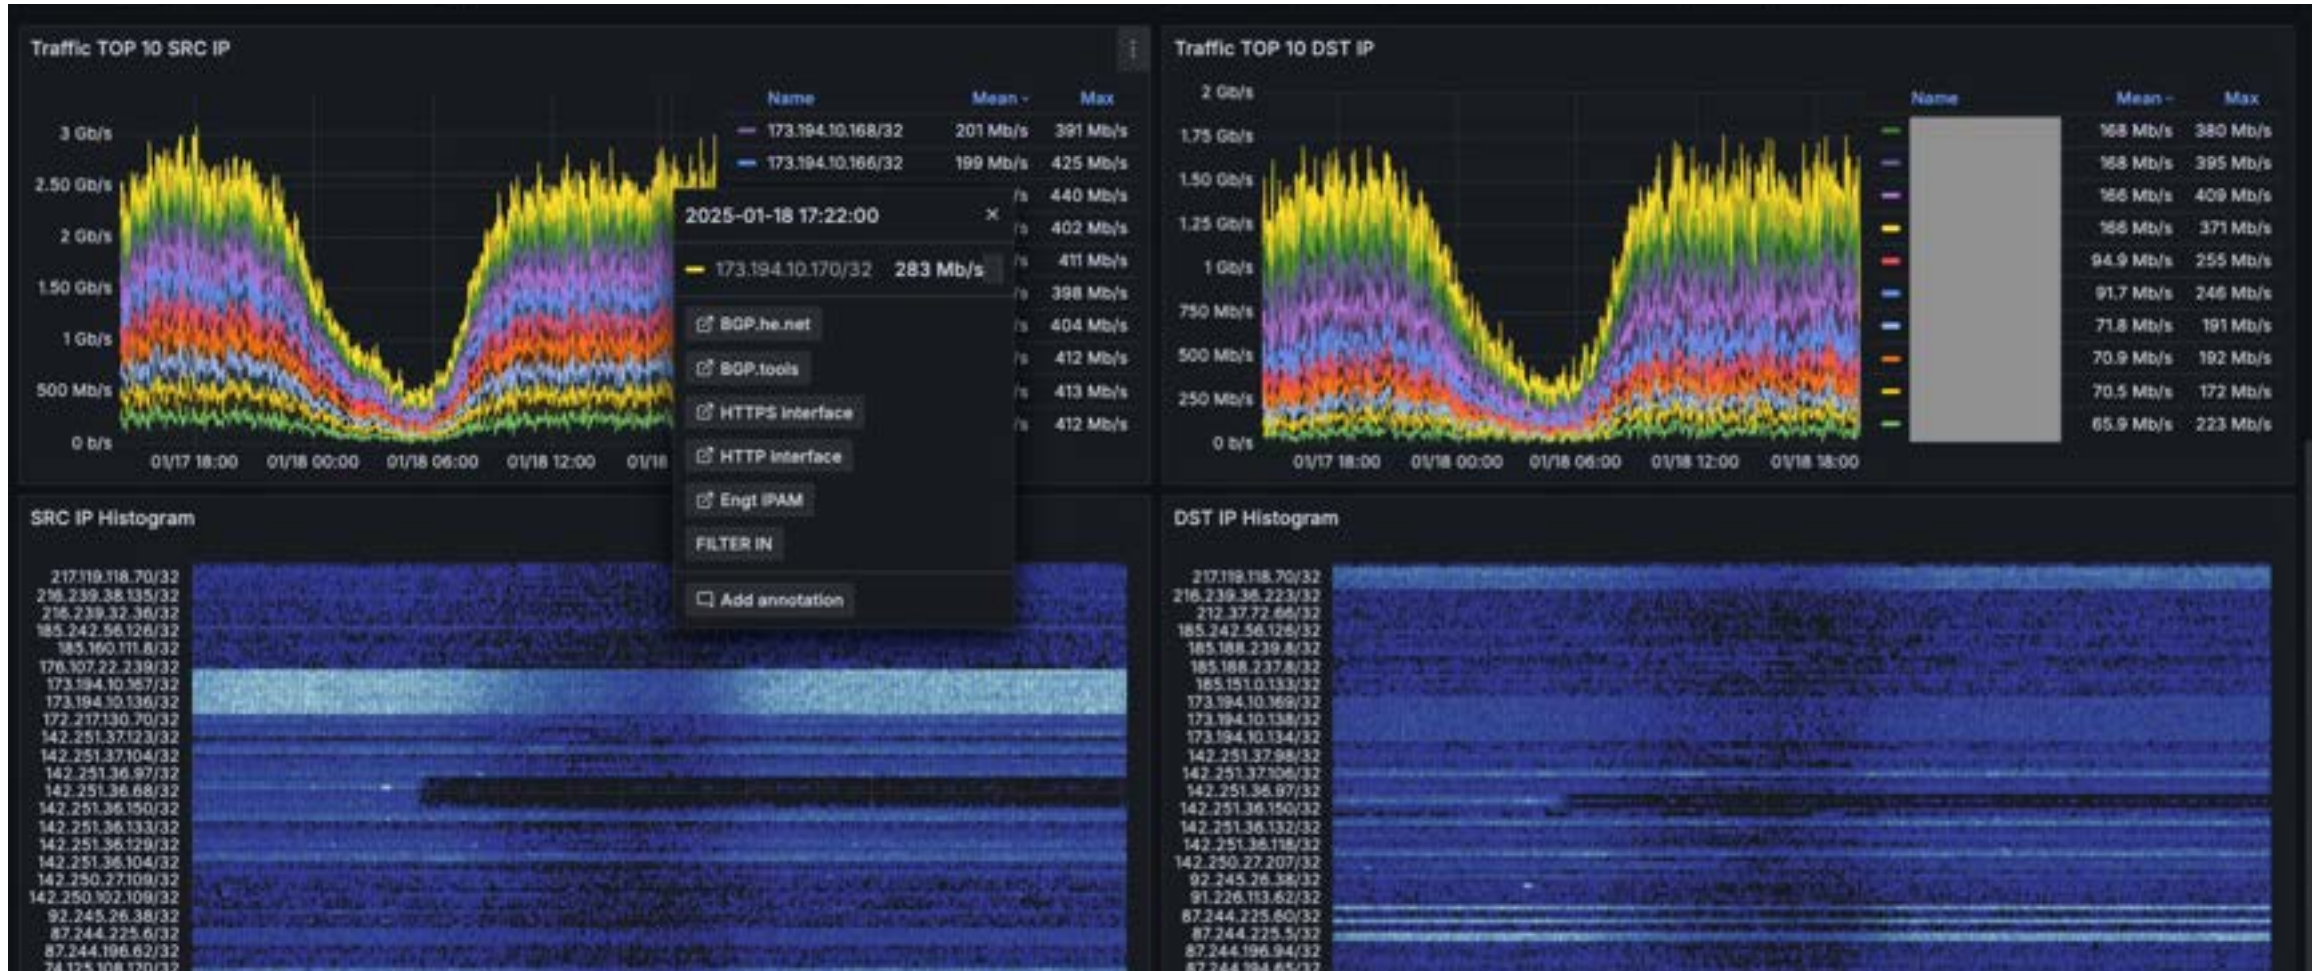 Traffic TOP 10 SRC IP
3 Gb/s
2.50 Gb/s
2 Gb/s
1.50 Gb/s
1 Gb/s
500 Mb/s
0 b/s
01/17 18:00 01/18 00:00 01/18 06:00 01/18 12:00 01/18
Name Mean Max
173.194.10.168/32 201 Mb/s 391 Mb/s
173.194.10.166/32 199 Mb/s 425 Mb/s
/s 440 Mb/s
/s 402 Mb/s
/s 411 Mb/s
/s 398 Mb/s
/s 404 Mb/s
/s 412 Mb/s
/s 413 Mb/s
/s 412 Mb/s
2025-01-18 17:22:00
173.194.10.170/32 283 Mb/s
BGP.he.net
BGP.tools
HTTPS interface
HTTP interface
Engt IPAM
FILTER IN
Add annotation
Traffic TOP 10 DST IP
2 Gb/s
1.75 Gb/s
1.50 Gb/s
1.25 Gb/s
1 Gb/s
750 Mb/s
500 Mb/s
250 Mb/s
0 b/s
01/17 18:00 01/18 00:00 01/18 06:00 01/18 12:00 01/18 18:00
Name Mean Max
168 Mb/s 380 Mb/s
168 Mb/s 395 Mb/s
166 Mb/s 409 Mb/s
166 Mb/s 371 Mb/s
94.9 Mb/s 255 Mb/s
91.7 Mb/s 246 Mb/s
71.8 Mb/s 191 Mb/s
70.9 Mb/s 192 Mb/s
70.5 Mb/s 172 Mb/s
65.9 Mb/s 223 Mb/s
SRC IP Histogram
217.119.118.70/32
216.239.38.135/32
216.239.32.36/32
185.242.56.126/32
185.160.111.8/32
176.107.22.239/32
173.194.10.167/32
173.194.10.136/32
172.217.130.70/32
142.251.37.123/32
142.251.37.104/32
142.251.36.97/32
142.251.36.68/32
142.251.36.150/32
142.251.36.133/32
142.251.36.129/32
142.251.36.104/32
142.250.27.109/32
142.250.102.109/32
92.245.26.38/32
87.244.225.6/32
87.244.196.62/32
74.125.108.170/32
DST IP Histogram
217.119.118.70/32
216.239.36.223/32
212.37.72.66/32
185.242.56.126/32
185.188.239.8/32
185.188.237.8/32
185.151.0.133/32
173.194.10.169/32
173.194.10.138/32
173.194.10.134/32
142.251.37.98/32
142.251.37.106/32
142.251.36.97/32
142.251.36.150/32
142.251.36.132/32
142.251.36.118/32
142.250.27.207/32
92.245.26.38/32
91.226.113.62/32
87.244.225.60/32
87.244.225.5/32
87.244.196.94/32
87.244.194.65/32